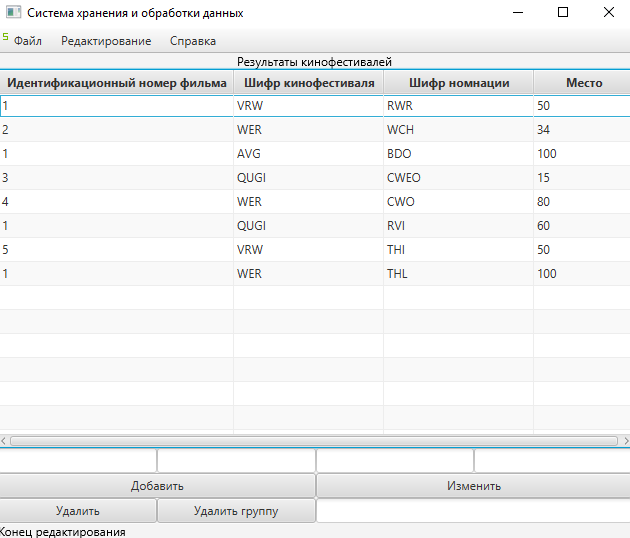 Система хранения и обработки данных
5 Файл Редактирование Справка
Результаты кинофестивалей
Идентификационный номер фильма Шифр кинофестиваля Шифр номнации Место
1 VRW RWR 50
2 WER WCH 34
1 AVG BDO 100
3 QUGI CWEO 15
4 WER CWO 80
1 QUGI RVI 60
5 VRW THI 50
1 WER THL 100
Добавить Изменить
Удалить Удалить группу
Конец редактирования